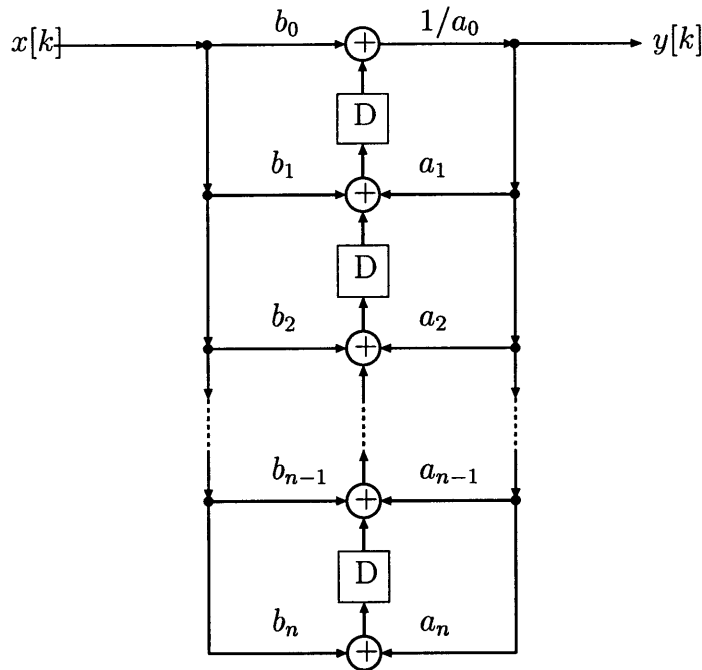 x[k] b₀ + 1/a₀ y[k]
D
b₁ + a₁
D
b₂ + a₂
bₙ₋₁ + aₙ₋₁
D
bₙ + aₙ